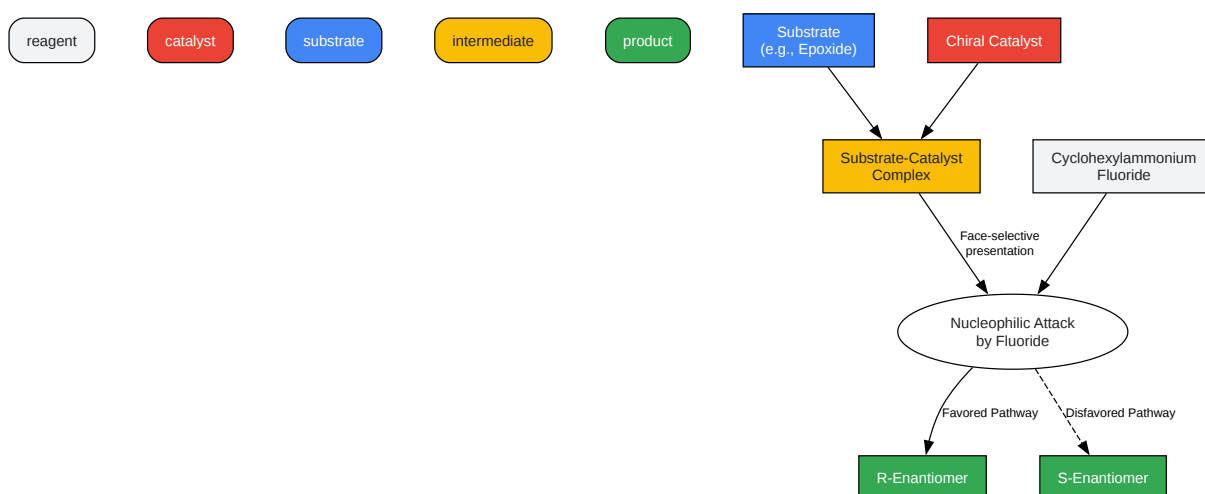 reagent
catalyst
substrate
intermediate
product
Substrate
(e.g., Epoxide)
Chiral Catalyst
Substrate-Catalyst
Complex
Cyclohexylammonium
Fluoride
Face-selective
presentation
Nucleophilic Attack
by Fluoride
Favored Pathway
Disfavored Pathway
R-Enantiomer
S-Enantiomer